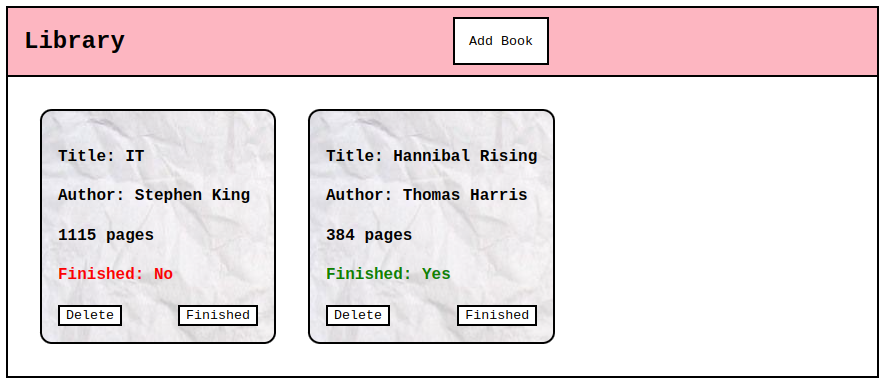 Library
Add Book
Title: IT
Author: Stephen King
1115 pages
Finished: No
Delete
Finished
Title: Hannibal Rising
Author: Thomas Harris
384 pages
Finished: Yes
Delete
Finished